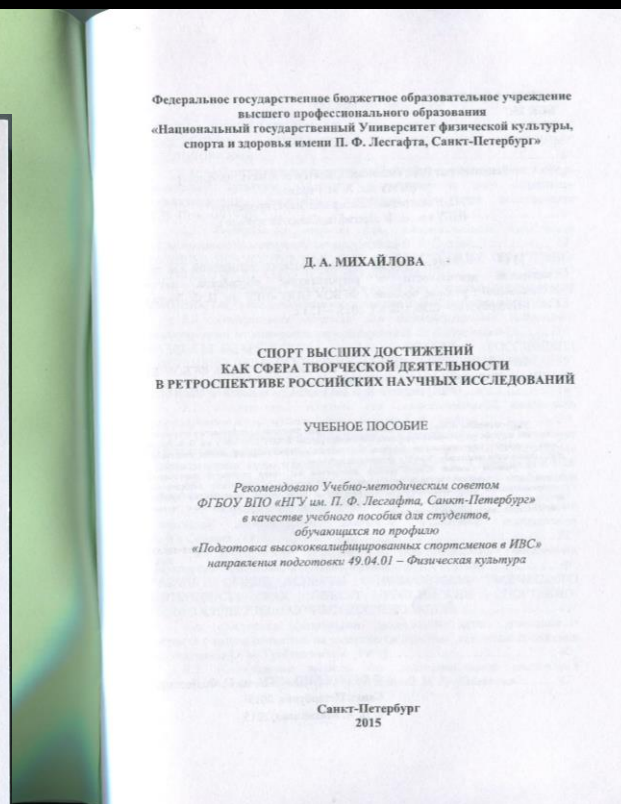 Федеральное государственное бюджетное образовательное учреждение
высшего профессионального образования
«Национальный государственный Университет физической культуры,
спорта и здоровья имени П. Ф. Лесгафта, Санкт-Петербург»
Д. А. МИХАЙЛОВА
СПОРТ ВЫСШИХ ДОСТИЖЕНИЙ
КАК СФЕРА ТВОРЧЕСКОЙ ДЕЯТЕЛЬНОСТИ
В РЕТРОСПЕКТИВЕ РОССИЙСКИХ НАУЧНЫХ ИССЛЕДОВАНИЙ
УЧЕБНОЕ ПОСОБИЕ
Рекомендовано Учебно-методическим советом
ФГБОУ ВПО «НГУ им. П. Ф. Лесгафта, Санкт-Петербург»
в качестве учебного пособия для студентов,
обучающихся по профилю
«Подготовка высококвалифицированных спортсменов в ИВС»
направления подготовки 49.04.01 – Физическая культура
Санкт-Петербург
2015